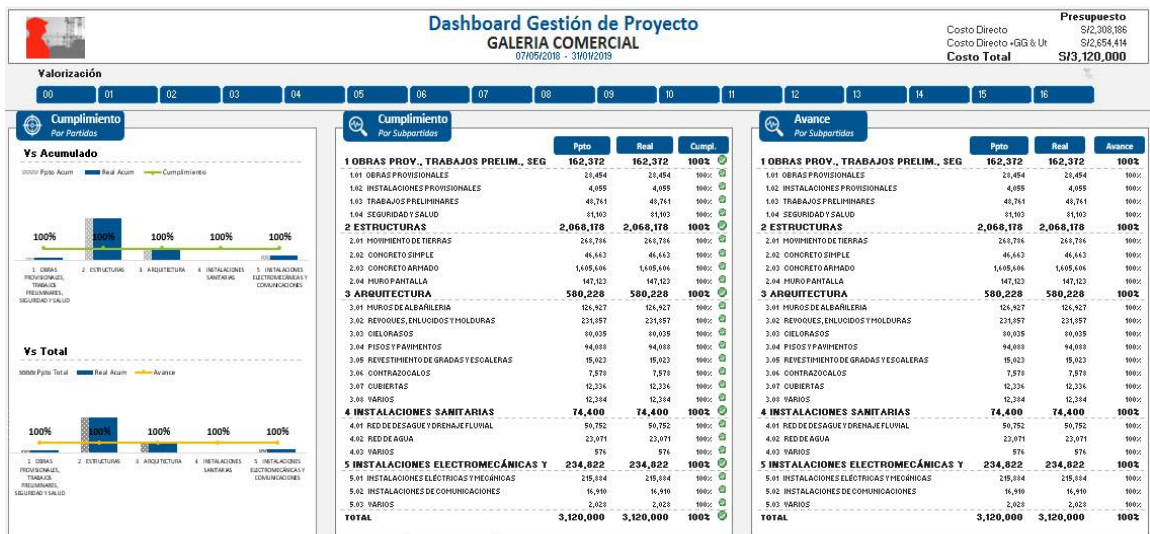 Dashboard Gestión de Proyecto
GALERIA COMERCIAL
07/05/2018 - 31/01/2019
Presupuesto
Costo Directo S/2,308,186
Costo Directo +GG & Ut S/2,654,414
Costo Total S/3,120,000
Valorización
00 01 02 03 04 05 06 07 08 09 10 11 12 13 14 15 16
Cumplimiento
Por Partidas
Vs Acumulado
Ppto Acum Real Acum Cumplimiento
100% 100% 100% 100% 100%
1 OBRAS PROVISIONALES, TRABAJOS PRELIMINARES, SEGURIDAD Y SALUD
2 ESTRUCTURAS
3 ARQUITECTURA
4 INSTALACIONES SANITARIAS
5 INSTALACIONES ELECTROMECÁNICAS Y COMUNICACIONES
Vs Total
Ppto Total Real Acum Avance
100% 100% 100% 100% 100%
1 OBRAS PROVISIONALES, TRABAJOS PRELIMINARES, SEGURIDAD Y SALUD
2 ESTRUCTURAS
3 ARQUITECTURA
4 INSTALACIONES SANITARIAS
5 INSTALACIONES ELECTROMECÁNICAS Y COMUNICACIONES
Cumplimiento
Por Subpartidas
Ppto Real Cumpl.
1 OBRAS PROV., TRABAJOS PRELIM., SEG 162,372 162,372 100%
1.01 OBRAS PROVISIONALES 28,454 28,454 100%
1.02 INSTALACIONES PROVISIONALES 4,055 4,055 100%
1.03 TRABAJOS PRELIMINARES 48,761 48,761 100%
1.04 SEGURIDAD Y SALUD 81,103 81,103 100%
2 ESTRUCTURAS 2,068,178 2,068,178 100%
2.01 MOVIMIENTO DE TIERRAS 268,786 268,786 100%
2.02 CONCRETO SIMPLE 46,663 46,663 100%
2.03 CONCRETO ARMADO 1,605,606 1,605,606 100%
2.04 MURO PANTALLA 147,123 147,123 100%
3 ARQUITECTURA 580,228 580,228 100%
3.01 MUROS DE ALBAÑILERIA 126,927 126,927 100%
3.02 REVOQUES, ENLUCIDOS Y MOLDURAS 231,857 231,857 100%
3.03 CIELORASOS 80,035 80,035 100%
3.04 PISOS Y PAVIMENTOS 94,088 94,088 100%
3.05 REVESTIMIENTO DE GRADAS Y ESCALERAS 15,023 15,023 100%
3.06 CONTRAZOCALOS 7,578 7,578 100%
3.07 CUBIERTAS 12,336 12,336 100%
3.08 VARIOS 12,384 12,384 100%
4 INSTALACIONES SANITARIAS 74,400 74,400 100%
4.01 RED DE DESAGUE Y DRENAJE FLUVIAL 50,752 50,752 100%
4.02 RED DE AGUA 23,071 23,071 100%
4.03 VARIOS 576 576 100%
5 INSTALACIONES ELECTROMECÁNICAS Y 234,822 234,822 100%
5.01 INSTALACIONES ELÉCTRICAS Y MECÁNICAS 215,884 215,884 100%
5.02 INSTALACIONES DE COMUNICACIONES 16,910 16,910 100%
5.03 VARIOS 2,028 2,028 100%
TOTAL 3,120,000 3,120,000 100%
Avance
Por Subpartidas
Ppto Real Avance
1 OBRAS PROV., TRABAJOS PRELIM., SEG 162,372 162,372 100%
1.01 OBRAS PROVISIONALES 28,454 28,454 100%
1.02 INSTALACIONES PROVISIONALES 4,055 4,055 100%
1.03 TRABAJOS PRELIMINARES 48,761 48,761 100%
1.04 SEGURIDAD Y SALUD 81,103 81,103 100%
2 ESTRUCTURAS 2,068,178 2,068,178 100%
2.01 MOVIMIENTO DE TIERRAS 268,786 268,786 100%
2.02 CONCRETO SIMPLE 46,663 46,663 100%
2.03 CONCRETO ARMADO 1,605,606 1,605,606 100%
2.04 MURO PANTALLA 147,123 147,123 100%
3 ARQUITECTURA 580,228 580,228 100%
3.01 MUROS DE ALBAÑILERIA 126,927 126,927 100%
3.02 REVOQUES, ENLUCIDOS Y MOLDURAS 231,857 231,857 100%
3.03 CIELORASOS 80,035 80,035 100%
3.04 PISOS Y PAVIMENTOS 94,088 94,088 100%
3.05 REVESTIMIENTO DE GRADAS Y ESCALERAS 15,023 15,023 100%
3.06 CONTRAZOCALOS 7,578 7,578 100%
3.07 CUBIERTAS 12,336 12,336 100%
3.08 VARIOS 12,384 12,384 100%
4 INSTALACIONES SANITARIAS 74,400 74,400 100%
4.01 RED DE DESAGUE Y DRENAJE FLUVIAL 50,752 50,752 100%
4.02 RED DE AGUA 23,071 23,071 100%
4.03 VARIOS 576 576 100%
5 INSTALACIONES ELECTROMECÁNICAS Y 234,822 234,822 100%
5.01 INSTALACIONES ELÉCTRICAS Y MECÁNICAS 215,884 215,884 100%
5.02 INSTALACIONES DE COMUNICACIONES 16,910 16,910 100%
5.03 VARIOS 2,028 2,028 100%
TOTAL 3,120,000 3,120,000 100%